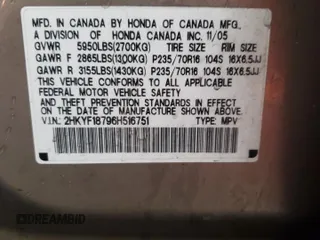 MFD. IN CANADA BY HONDA OF CANADA MFG.,
A DIVISION OF HONDA CANADA INC. 11/05
GVWR 5950LBS(2700KG) TIRE SIZE RIM SIZE
GAWR F 2865LBS(1300KG) P235/70R16 104S 16X6.5JJ
GAWR R 3155LBS(1430KG) P235/70R16 104S 16X6.5JJ
THIS VEHICLE CONFORMS TO ALL APPLICABLE
FEDERAL MOTOR VEHICLE SAFETY AND THEFT
PREVENTION STANDARDS IN EFFECT ON THE
DATE OF MANUFACTURE SHOWN ABOVE.
V.I.N.: 2HKYF18796H516751 TYPE: MPV
DREAMBID